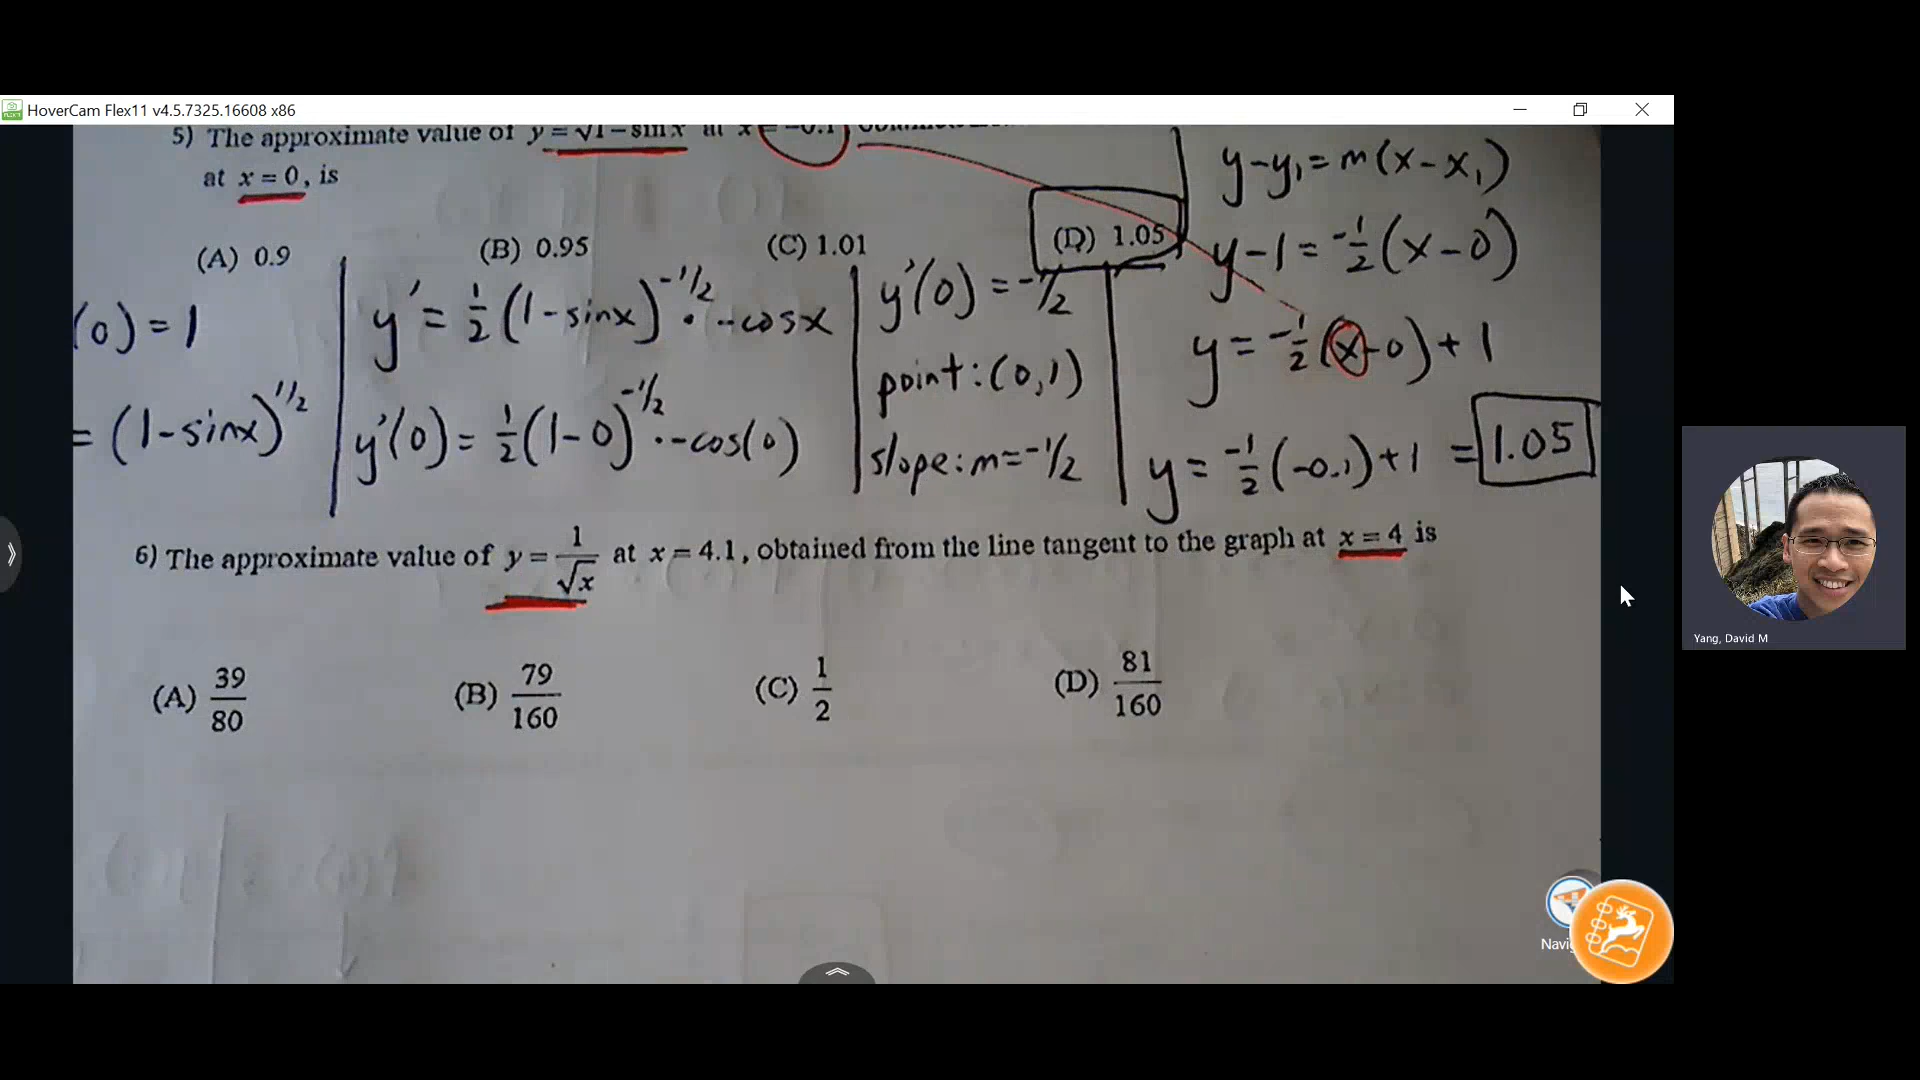 HoverCam Flex11 v4.5.7325.16608 x86
5) The approximate value of y = √1 − sin x at x = −0.1,
at x = 0, is
(A) 0.9 (B) 0.95 (C) 1.01 (D) 1.05
(0) = 1
= (1-sinx)^1/2
y' = 1/2 (1-sinx)^-1/2 · -cosx
y'(0) = 1/2 (1-0)^-1/2 · -cos(0)
y'(0) = -1/2
point: (0,1)
slope: m = -1/2
y-y₁ = m(x-x₁)
y-1 = -1/2 (x-0)
y = -1/2 (x-0) + 1
y = -1/2 (-0.1) + 1 = 1.05
6) The approximate value of y = 1/√x at x = 4.1, obtained from the line tangent to the graph at x = 4 is
(A) 39/80 (B) 79/160 (C) 1/2 (D) 81/160
Yang, David M